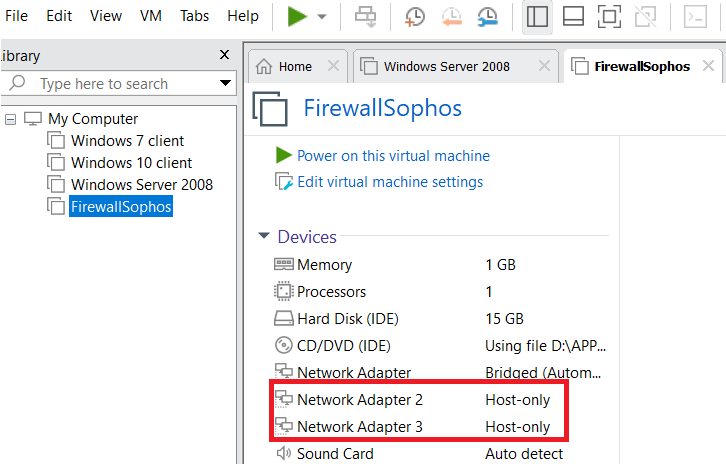 File Edit View VM Tabs Help
Library
Type here to search
My Computer
Windows 7 client
Windows 10 client
Windows Server 2008
FirewallSophos
Home Windows Server 2008 FirewallSophos
FirewallSophos
Power on this virtual machine
Edit virtual machine settings
Devices
Memory 1 GB
Processors 1
Hard Disk (IDE) 15 GB
CD/DVD (IDE) Using file D:\APP...
Network Adapter Bridged (Autom...
Network Adapter 2 Host-only
Network Adapter 3 Host-only
Sound Card Auto detect